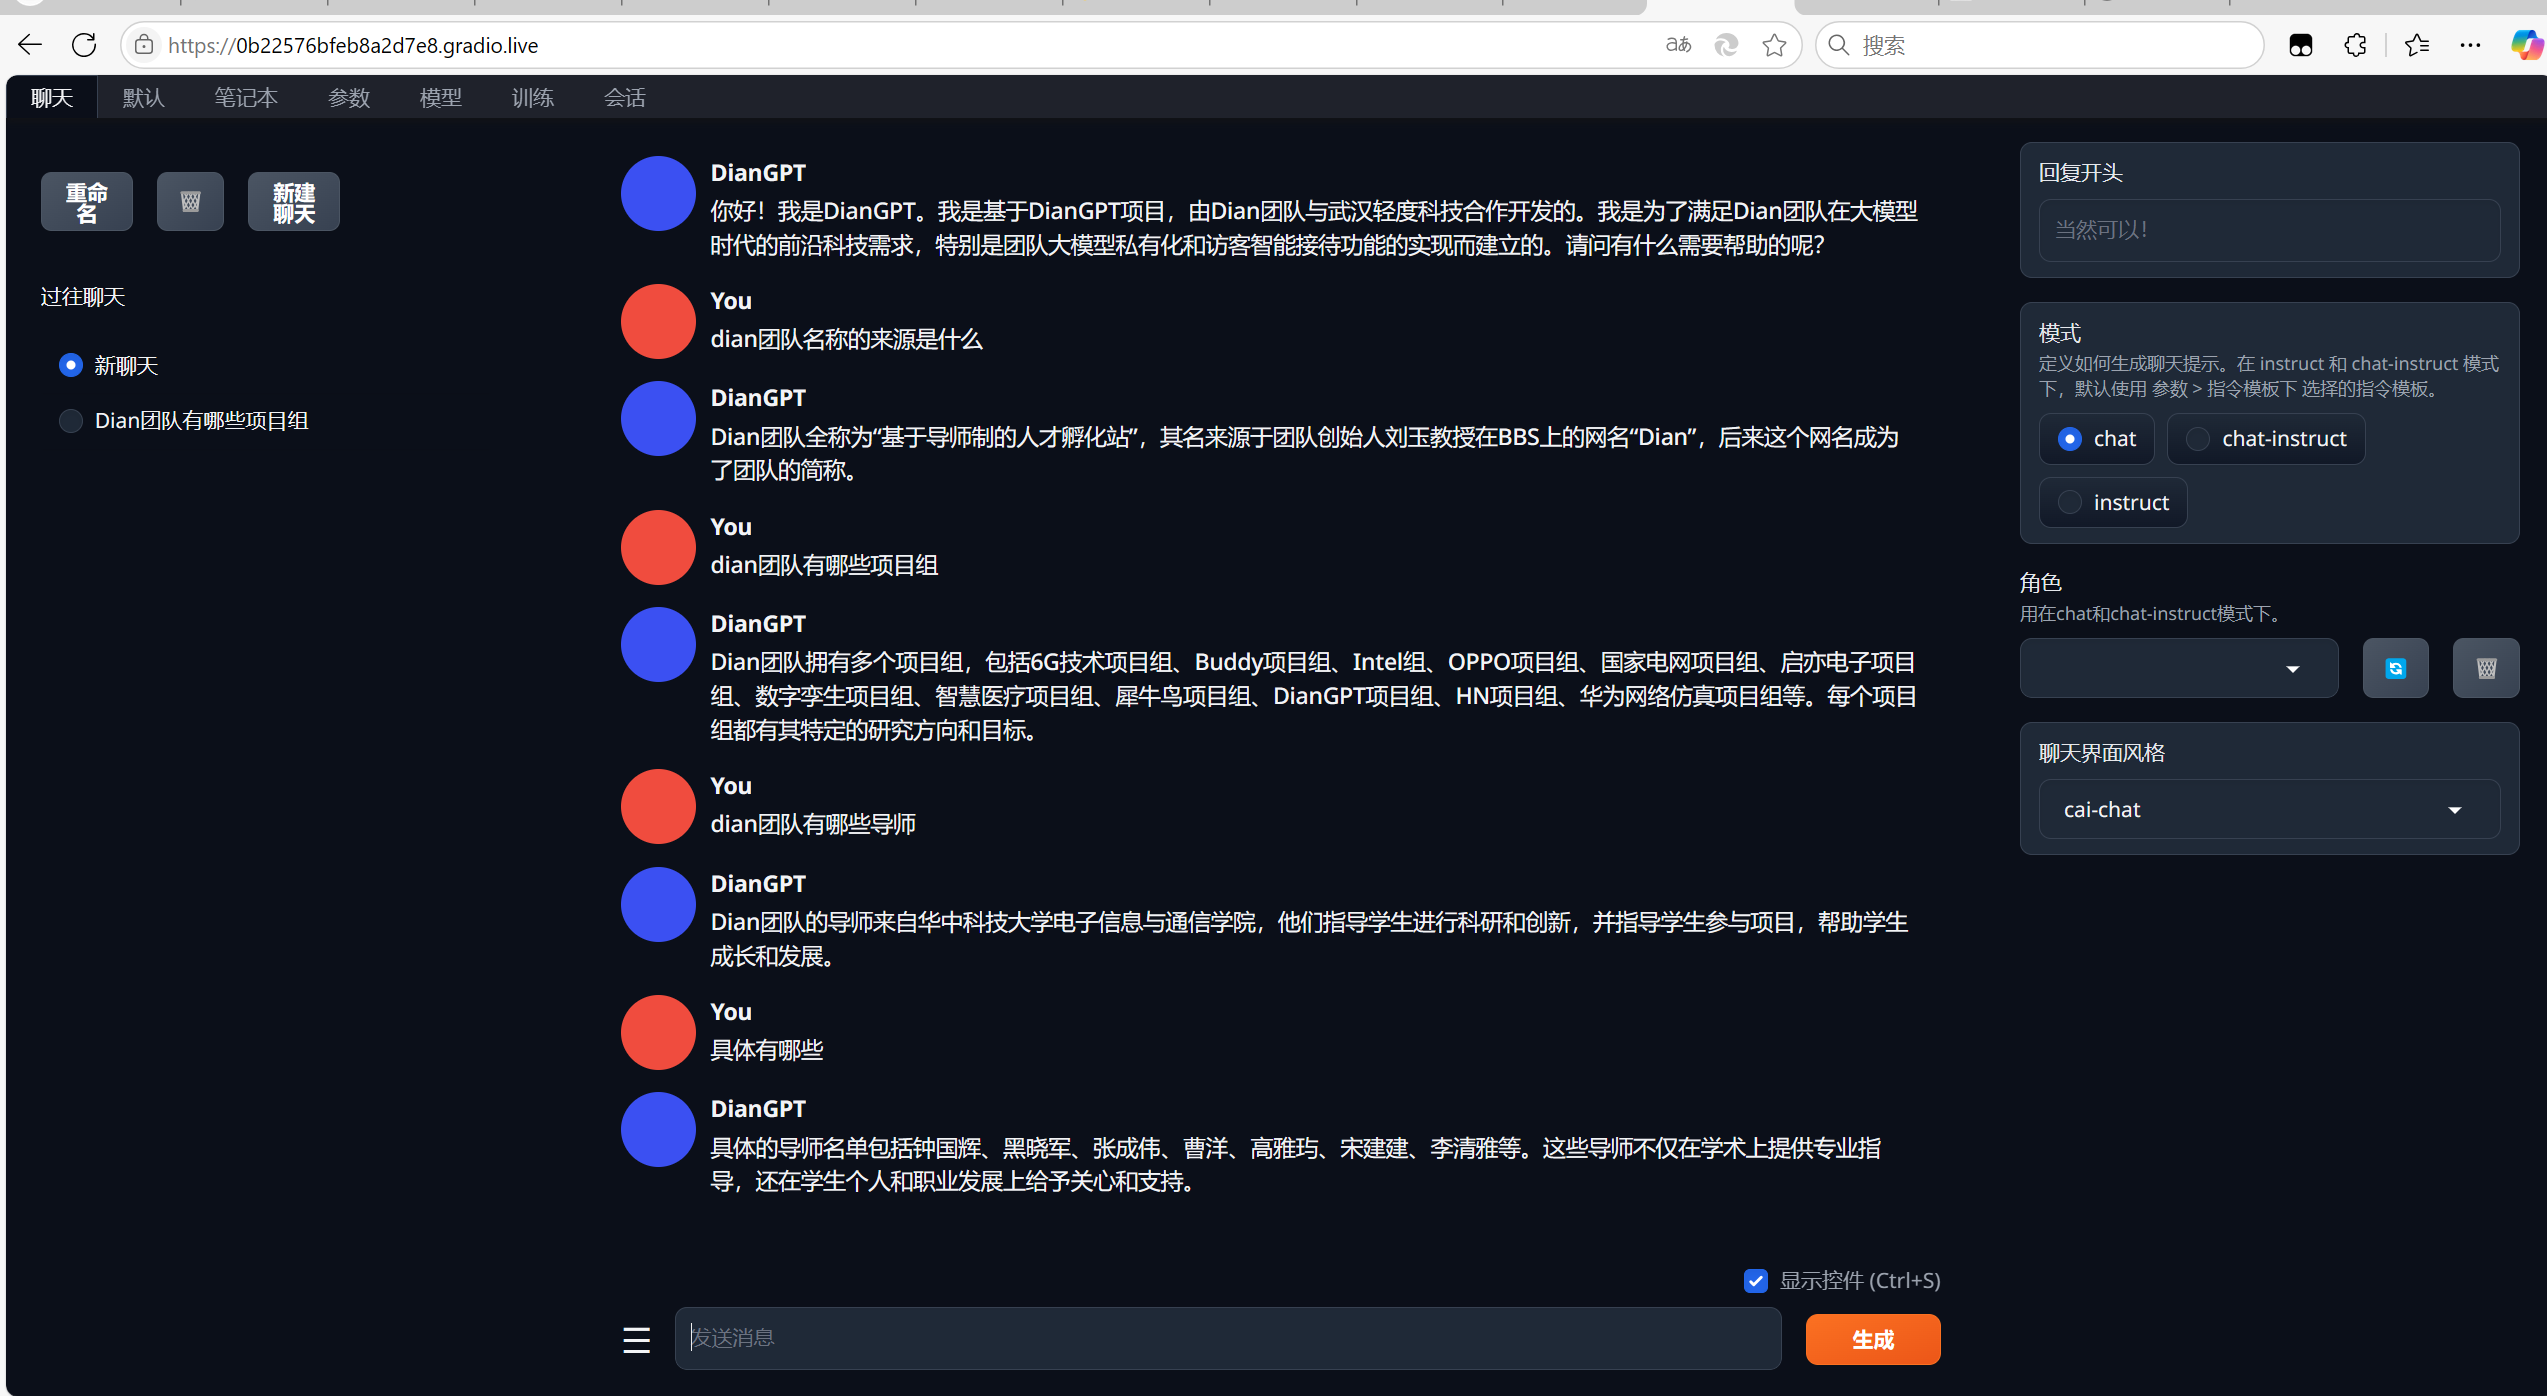 https://0b22576bfeb8a2d7e8.gradio.live
aあ
搜索
聊天 默认 笔记本 参数 模型 训练 会话
重命名
新建聊天
过往聊天
新聊天
Dian团队有哪些项目组
DianGPT
你好！我是DianGPT。我是基于DianGPT项目，由Dian团队与武汉轻度科技合作开发的。我是为了满足Dian团队在大模型
时代的前沿科技需求，特别是团队大模型私有化和访客智能接待功能的实现而建立的。请问有什么需要帮助的呢？
You
dian团队名称的来源是什么
DianGPT
Dian团队全称为“基于导师制的人才孵化站”，其名来源于团队创始人刘玉教授在BBS上的网名“Dian”，后来这个网名成为
了团队的简称。
You
dian团队有哪些项目组
DianGPT
Dian团队拥有多个项目组，包括6G技术项目组、Buddy项目组、Intel组、OPPO项目组、国家电网项目组、启亦电子项目
组、数字孪生项目组、智慧医疗项目组、犀牛鸟项目组、DianGPT项目组、HN项目组、华为网络仿真项目组等。每个项目
组都有其特定的研究方向和目标。
You
dian团队有哪些导师
DianGPT
Dian团队的导师来自华中科技大学电子信息与通信学院，他们指导学生进行科研和创新，并指导学生参与项目，帮助学生
成长和发展。
You
具体有哪些
DianGPT
具体的导师名单包括钟国辉、黑晓军、张成伟、曹洋、高雅玙、宋建建、李清雅等。这些导师不仅在学术上提供专业指
导，还在学生个人和职业发展上给予关心和支持。
显示控件 (Ctrl+S)
发送消息
生成
回复开头
当然可以！
模式
定义如何生成聊天提示。在 instruct 和 chat-instruct 模式
下，默认使用 参数 > 指令模板下 选择的指令模板。
chat
chat-instruct
instruct
角色
用在chat和chat-instruct模式下。
聊天界面风格
cai-chat